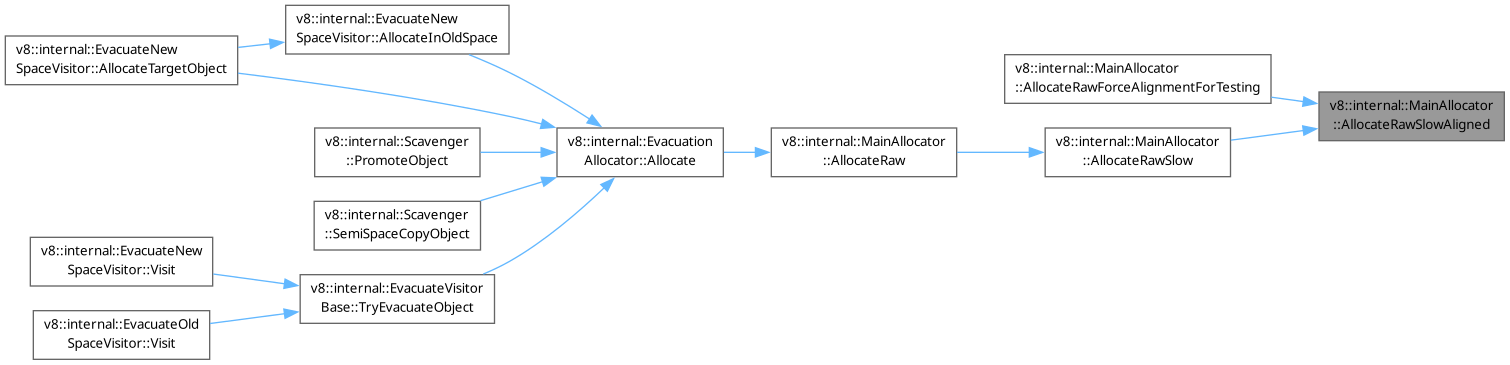 v8::internal::EvacuateNew
SpaceVisitor::AllocateInOldSpace
v8::internal::EvacuateNew
SpaceVisitor::AllocateTargetObject
v8::internal::MainAllocator
::AllocateRawForceAlignmentForTesting
v8::internal::MainAllocator
::AllocateRawSlowAligned
v8::internal::Scavenger
::PromoteObject
v8::internal::Evacuation
Allocator::Allocate
v8::internal::MainAllocator
::AllocateRaw
v8::internal::MainAllocator
::AllocateRawSlow
v8::internal::Scavenger
::SemiSpaceCopyObject
v8::internal::EvacuateNew
SpaceVisitor::Visit
v8::internal::EvacuateVisitor
Base::TryEvacuateObject
v8::internal::EvacuateOld
SpaceVisitor::Visit